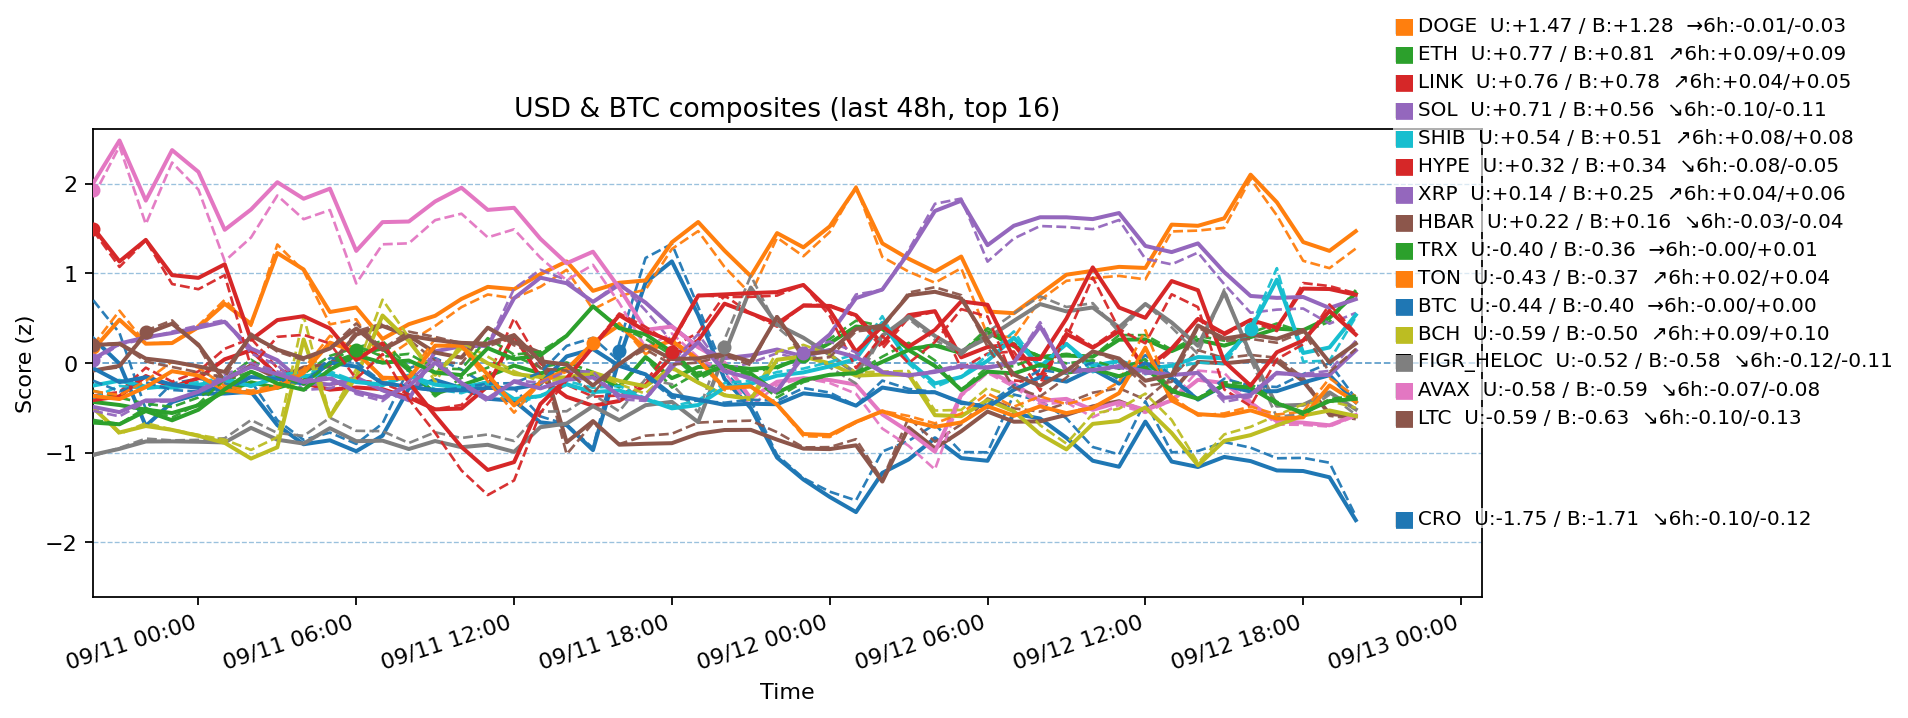 DOGE U:+1.47 / B:+1.28 →6h:-0.01/-0.03
ETH U:+0.77 / B:+0.81 ↗6h:+0.09/+0.09
LINK U:+0.76 / B:+0.78 ↗6h:+0.04/+0.05
USD & BTC composites (last 48h, top 16)
SOL U:+0.71 / B:+0.56 ↘6h:-0.10/-0.11
SHIB U:+0.54 / B:+0.51 ↗6h:+0.08/+0.08
HYPE U:+0.32 / B:+0.34 ↘6h:-0.08/-0.05
XRP U:+0.14 / B:+0.25 ↗6h:+0.04/+0.06
HBAR U:+0.22 / B:+0.16 ↘6h:-0.03/-0.04
TRX U:-0.40 / B:-0.36 →6h:-0.00/+0.01
TON U:-0.43 / B:-0.37 ↗6h:+0.02/+0.04
BTC U:-0.44 / B:-0.40 →6h:-0.00/+0.00
BCH U:-0.59 / B:-0.50 ↗6h:+0.09/+0.10
FIGR_HELOC U:-0.52 / B:-0.58 ↘6h:-0.12/-0.11
AVAX U:-0.58 / B:-0.59 ↘6h:-0.07/-0.08
LTC U:-0.59 / B:-0.63 ↘6h:-0.10/-0.13
CRO U:-1.75 / B:-1.71 ↘6h:-0.10/-0.12
Score (z)
2
1
0
−1
−2
09/11 00:00
09/11 06:00
09/11 12:00
09/11 18:00
09/12 00:00
09/12 06:00
09/12 12:00
09/12 18:00
09/13 00:00
Time